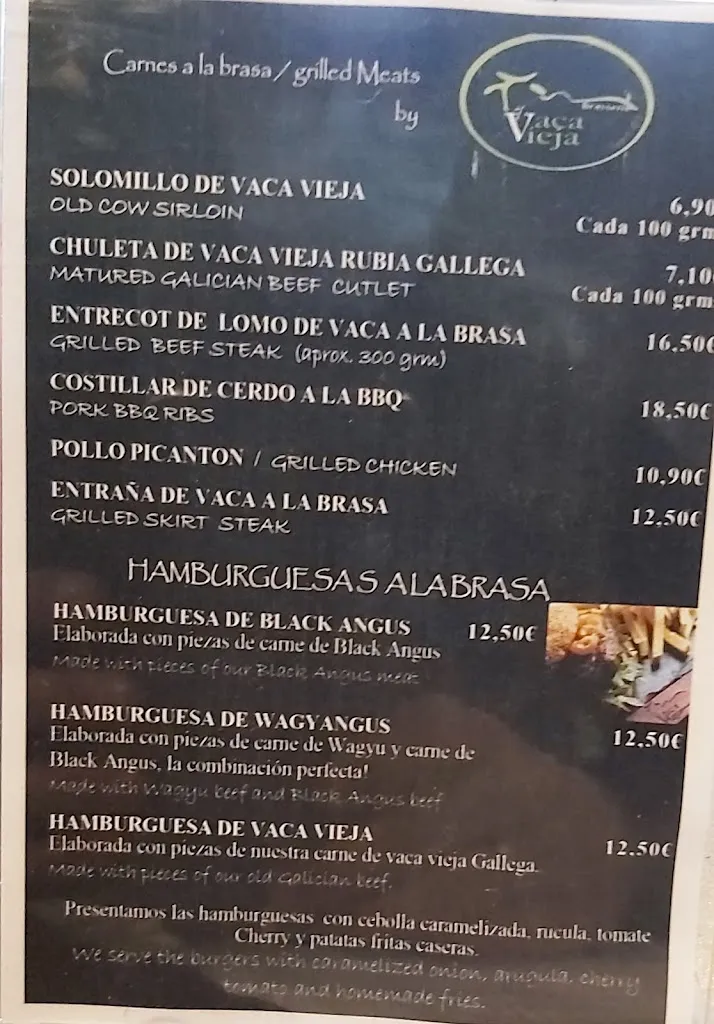 Carnes a la brasa / grilled Meats
by
Vaca
Vieja
SOLOMILLO DE VACA VIEJA
OLD COW SIRLOIN
6,90
Cada 100 grm
CHULETA DE VACA VIEJA RUBIA GALLEGA
MATURED GALICIAN BEEF CUTLET
7,10€
Cada 100 grm
ENTRECOT DE LOMO DE VACA A LA BRASA
GRILLED BEEF STEAK (aprox. 300 grm)
16,50€
COSTILLAR DE CERDO A LA BBQ
PORK BBQ RIBS
18,50€
POLLO PICANTON / GRILLED CHICKEN
10,90€
ENTRAÑA DE VACA A LA BRASA
GRILLED SKIRT STEAK
12,50€
HAMBURGUESAS A LA BRASA
HAMBURGUESA DE BLACK ANGUS 12,50€
Elaborada con piezas de carne de Black Angus
Made with pieces of our Black Angus meat
HAMBURGUESA DE WAGYANGUS
12,50€
Elaborada con piezas de carne de Wagyu y carne de
Black Angus, la combinación perfecta!
Made with Wagyu beef and Black Angus beef
HAMBURGUESA DE VACA VIEJA
12,50€
Elaborada con piezas de nuestra carne de vaca vieja Gallega.
Made with pieces of our old Galician beef.
Presentamos las hamburguesas con cebolla caramelizada, rucula, tomate
Cherry y patatas fritas caseras.
We serve the burgers with caramelized onion, arugula, cherry
tomato and homemade fries.